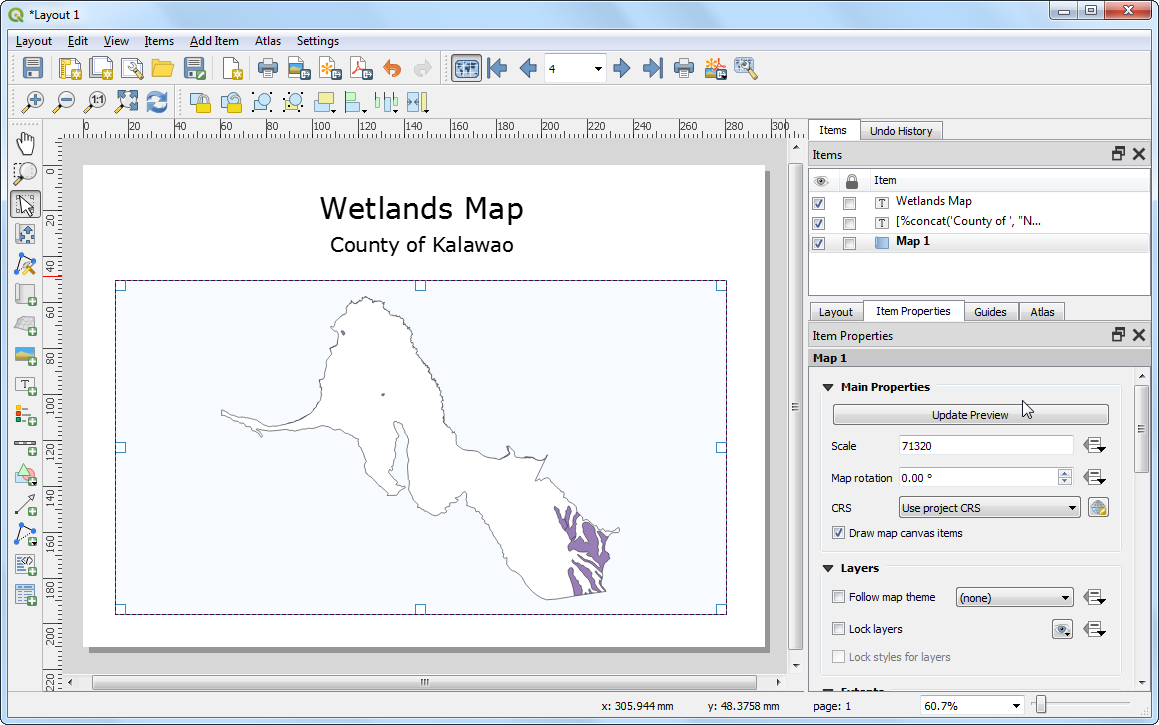 *Layout 1
Layout Edit View Items Add Item Atlas Settings
1:1
4
0 20 40 60 80 100 120 140 160 180 200 220 240 260 280 300
0
20
40
60
80
100
120
140
160
180
200
220
Wetlands Map
County of Kalawao
Items Undo History
Items
Item
T Wetlands Map
T [%concat('County of ', "N...
Map 1
Layout Item Properties Guides Atlas
Item Properties
Map 1
Main Properties
Update Preview
Scale 71320
Map rotation 0.00 °
CRS Use project CRS
Draw map canvas items
Layers
Follow map theme (none)
Lock layers
Lock styles for layers
x: 305.944 mm y: 48.3758 mm page: 1 60.7%